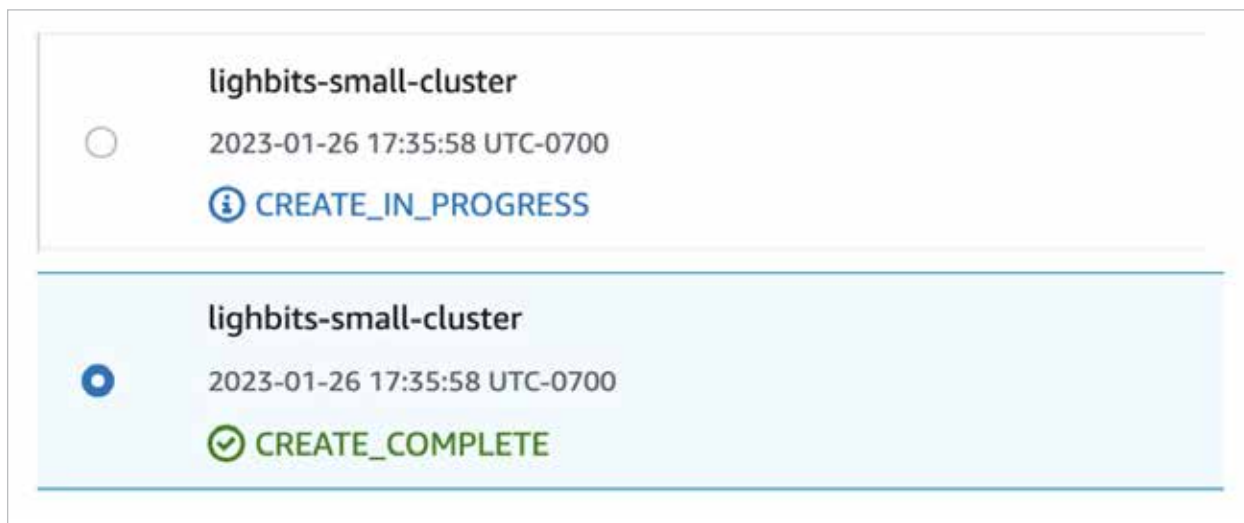 lighbits-small-cluster
2023-01-26 17:35:58 UTC-0700
CREATE_IN_PROGRESS
lighbits-small-cluster
2023-01-26 17:35:58 UTC-0700
CREATE_COMPLETE